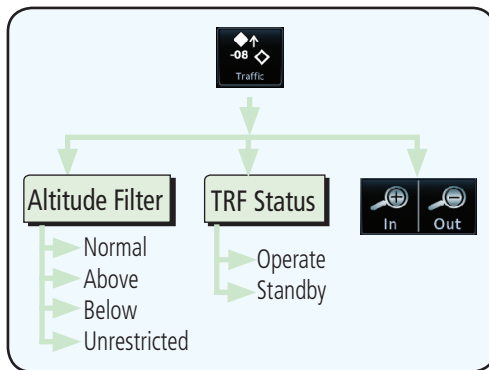 -08
Traffic
Altitude Filter
Normal
Above
Below
Unrestricted
TRF Status
Operate
Standby
In
Out